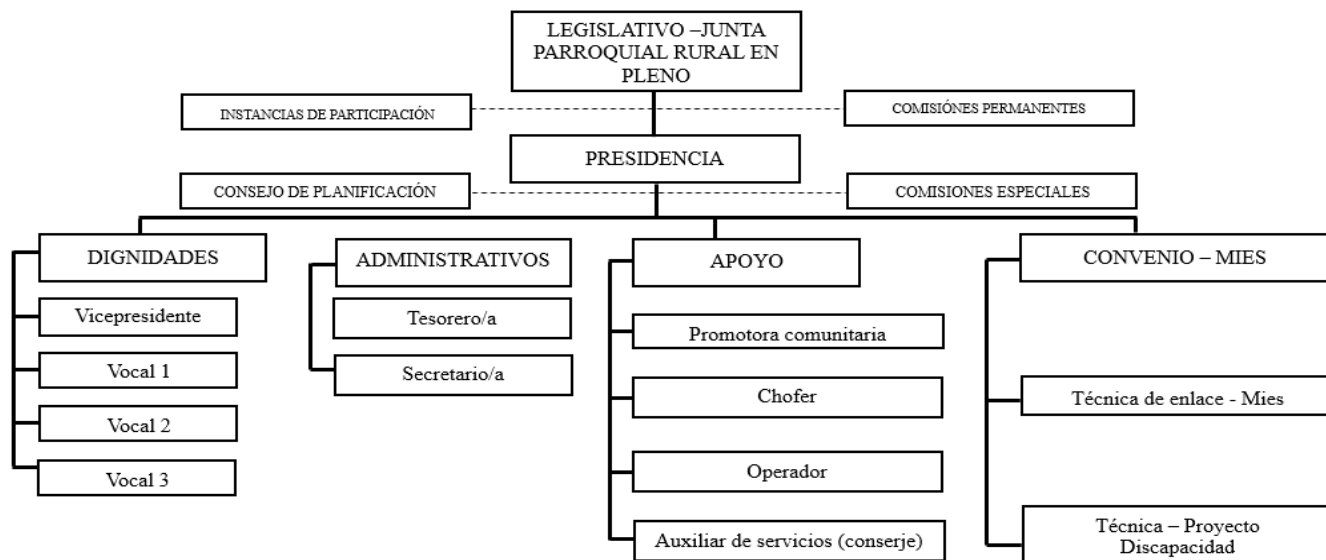 LEGISLATIVO –JUNTA
PARROQUIAL RURAL EN
PLENO
INSTANCIAS DE PARTICIPACIÓN
COMISIÓNES PERMANENTES
PRESIDENCIA
CONSEJO DE PLANIFICACIÓN
COMISIONES ESPECIALES
DIGNIDADES
Vicepresidente
Vocal 1
Vocal 2
Vocal 3
ADMINISTRATIVOS
Tesorero/a
Secretario/a
APOYO
Promotora comunitaria
Chofer
Operador
Auxiliar de servicios (conserje)
CONVENIO – MIES
Técnica de enlace - Mies
Técnica – Proyecto
Discapacidad